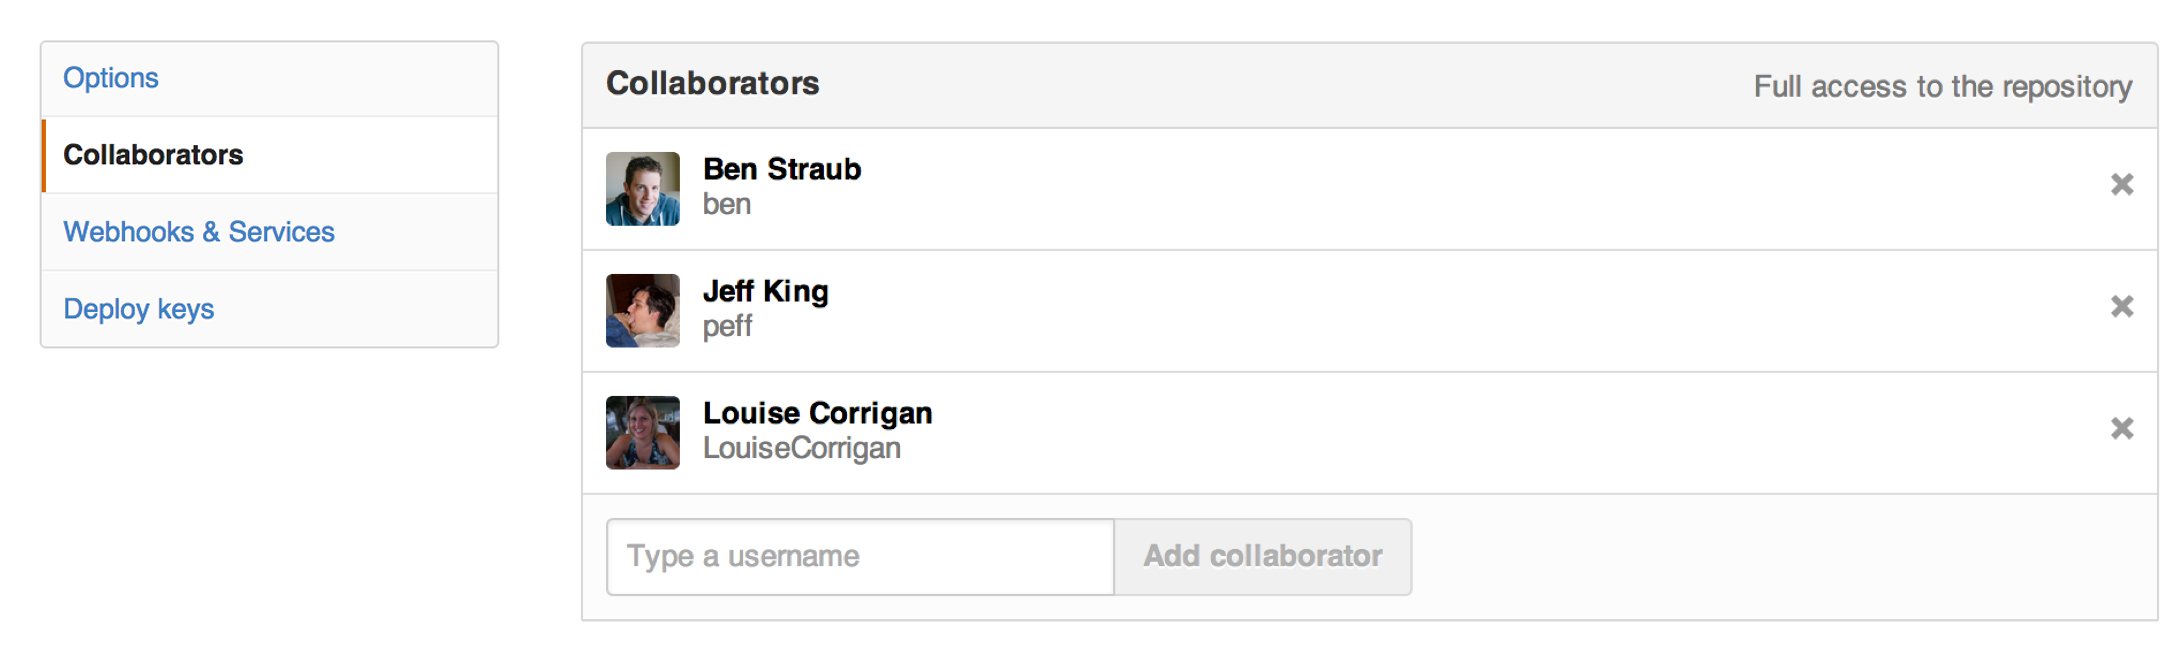 Options
Collaborators
Webhooks & Services
Deploy keys
Collaborators
Full access to the repository
Ben Straub
ben
Jeff King
peff
Louise Corrigan
LouiseCorrigan
Type a username
Add collaborator